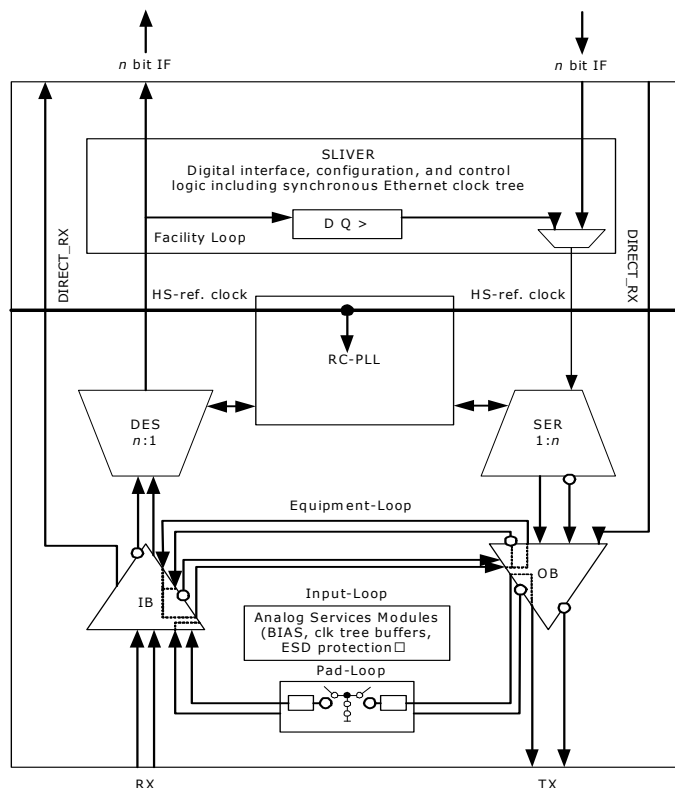 n bit IF
n bit IF
SLIVER
Digital interface, configuration, and control
logic including synchronous Ethernet clock tree
D Q >
Facility Loop
DIRECT_RX
DIRECT_RX
HS-ref. clock
HS-ref. clock
RC-PLL
DES
n:1
SER
1:n
Equipment-Loop
IB
OB
Input-Loop
Analog Services Modules
(BIAS, clk tree buffers,
ESD protection□
Pad-Loop
RX
TX